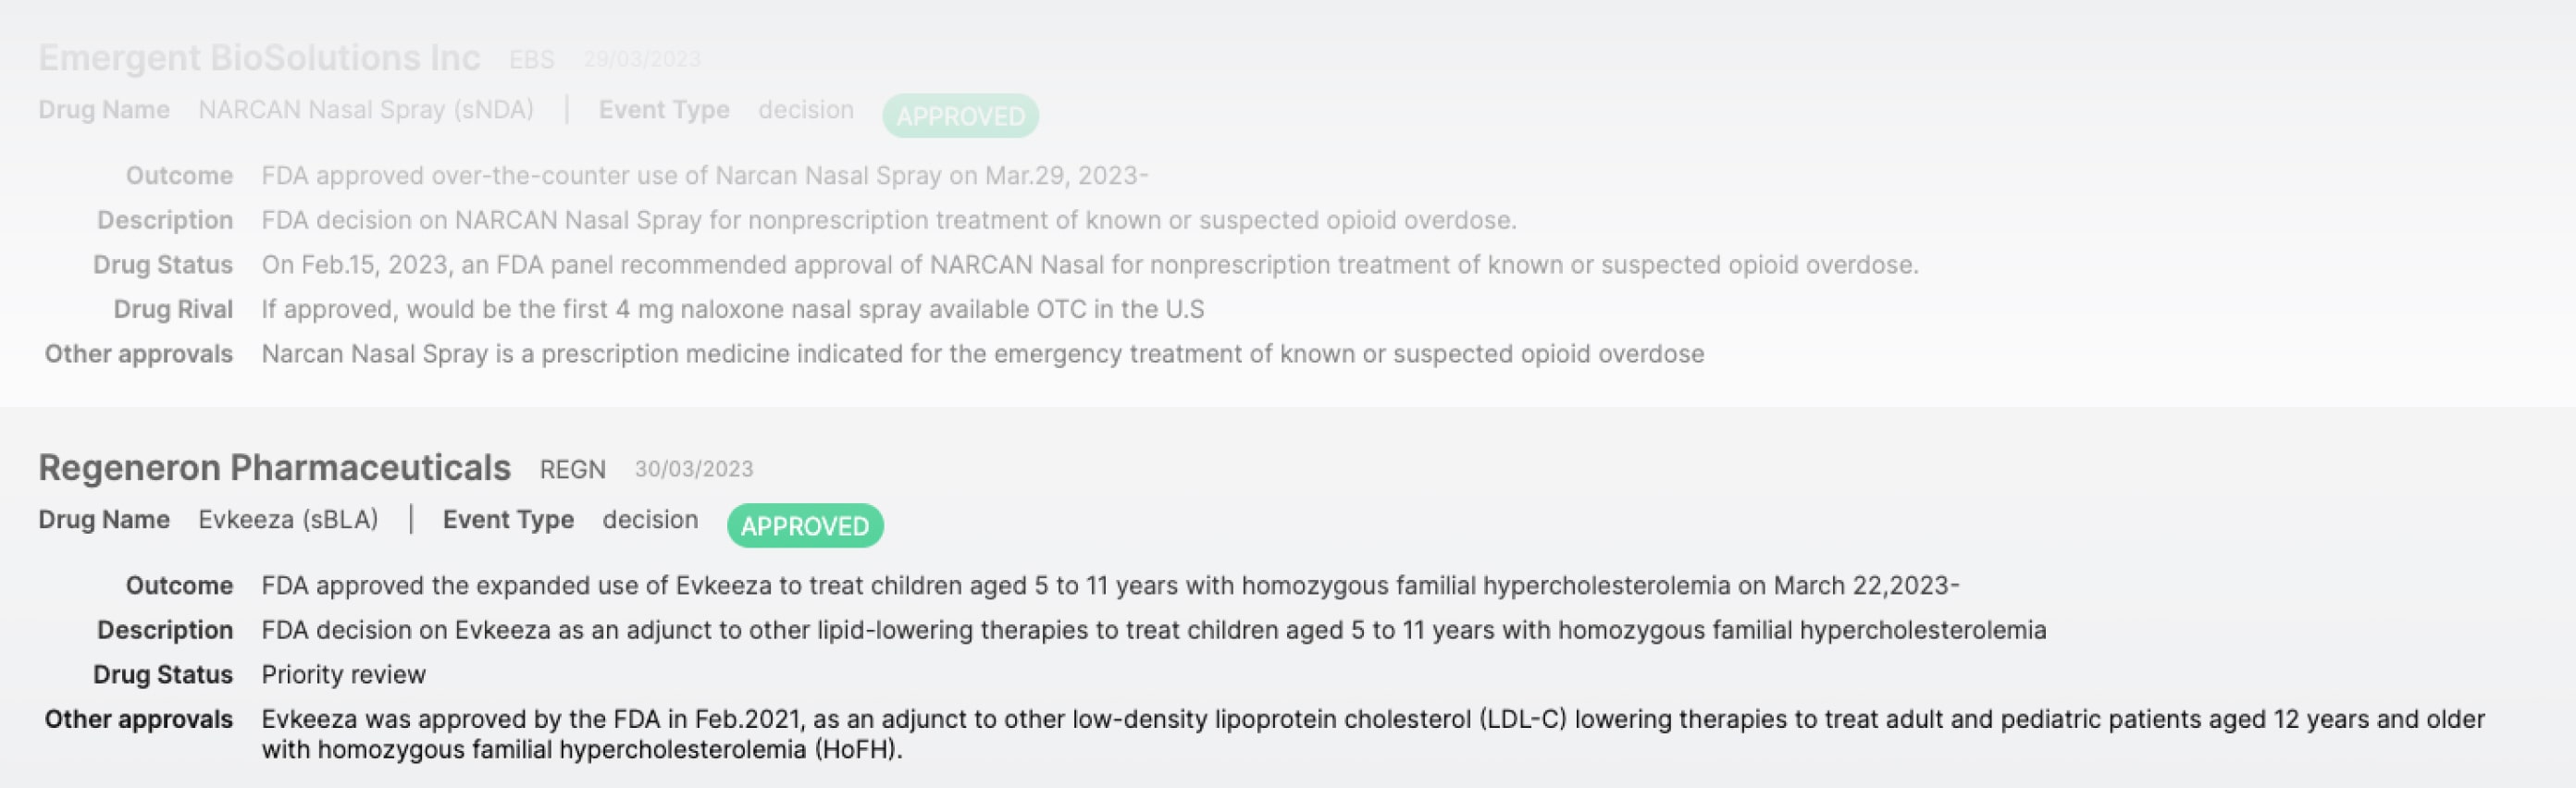 Emergent BioSolutions Inc EBS 29/03/2023
Drug Name NARCAN Nasal Spray (sNDA) | Event Type decision APPROVED
Outcome FDA approved over-the-counter use of Narcan Nasal Spray on Mar.29, 2023-
Description FDA decision on NARCAN Nasal Spray for nonprescription treatment of known or suspected opioid overdose.
Drug Status On Feb.15, 2023, an FDA panel recommended approval of NARCAN Nasal for nonprescription treatment of known or suspected opioid overdose.
Drug Rival If approved, would be the first 4 mg naloxone nasal spray available OTC in the U.S
Other approvals Narcan Nasal Spray is a prescription medicine indicated for the emergency treatment of known or suspected opioid overdose
Regeneron Pharmaceuticals REGN 30/03/2023
Drug Name Evkeeza (sBLA) | Event Type decision APPROVED
Outcome FDA approved the expanded use of Evkeeza to treat children aged 5 to 11 years with homozygous familial hypercholesterolemia on March 22,2023-
Description FDA decision on Evkeeza as an adjunct to other lipid-lowering therapies to treat children aged 5 to 11 years with homozygous familial hypercholesterolemia
Drug Status Priority review
Other approvals Evkeeza was approved by the FDA in Feb.2021, as an adjunct to other low-density lipoprotein cholesterol (LDL-C) lowering therapies to treat adult and pediatric patients aged 12 years and older
with homozygous familial hypercholesterolemia (HoFH).